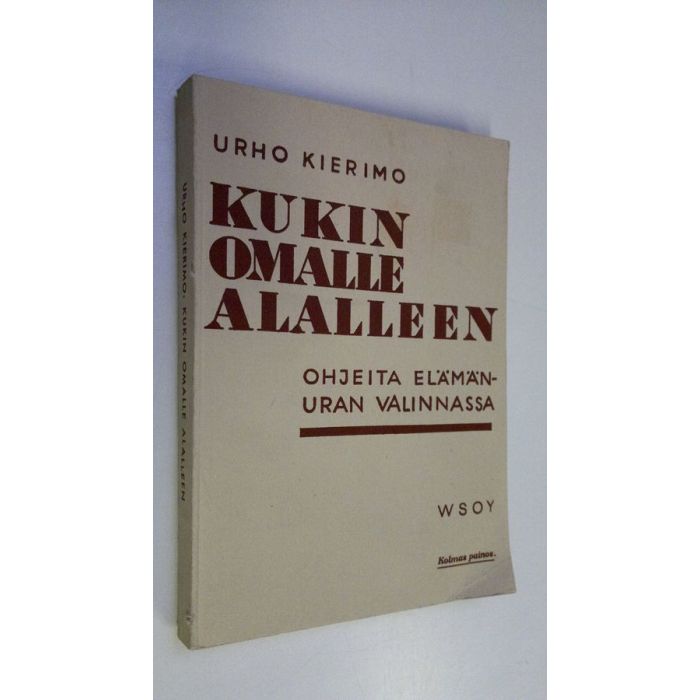 URHO KIERIMO
KUKIN
OMALLE
ALALLEEN
OHJEITA ELÄMÄN-
URAN VALINNASSA
WSOY
Kolmas painos.
URHO KIERIMO: KUKIN OMALLE ALALLEEN